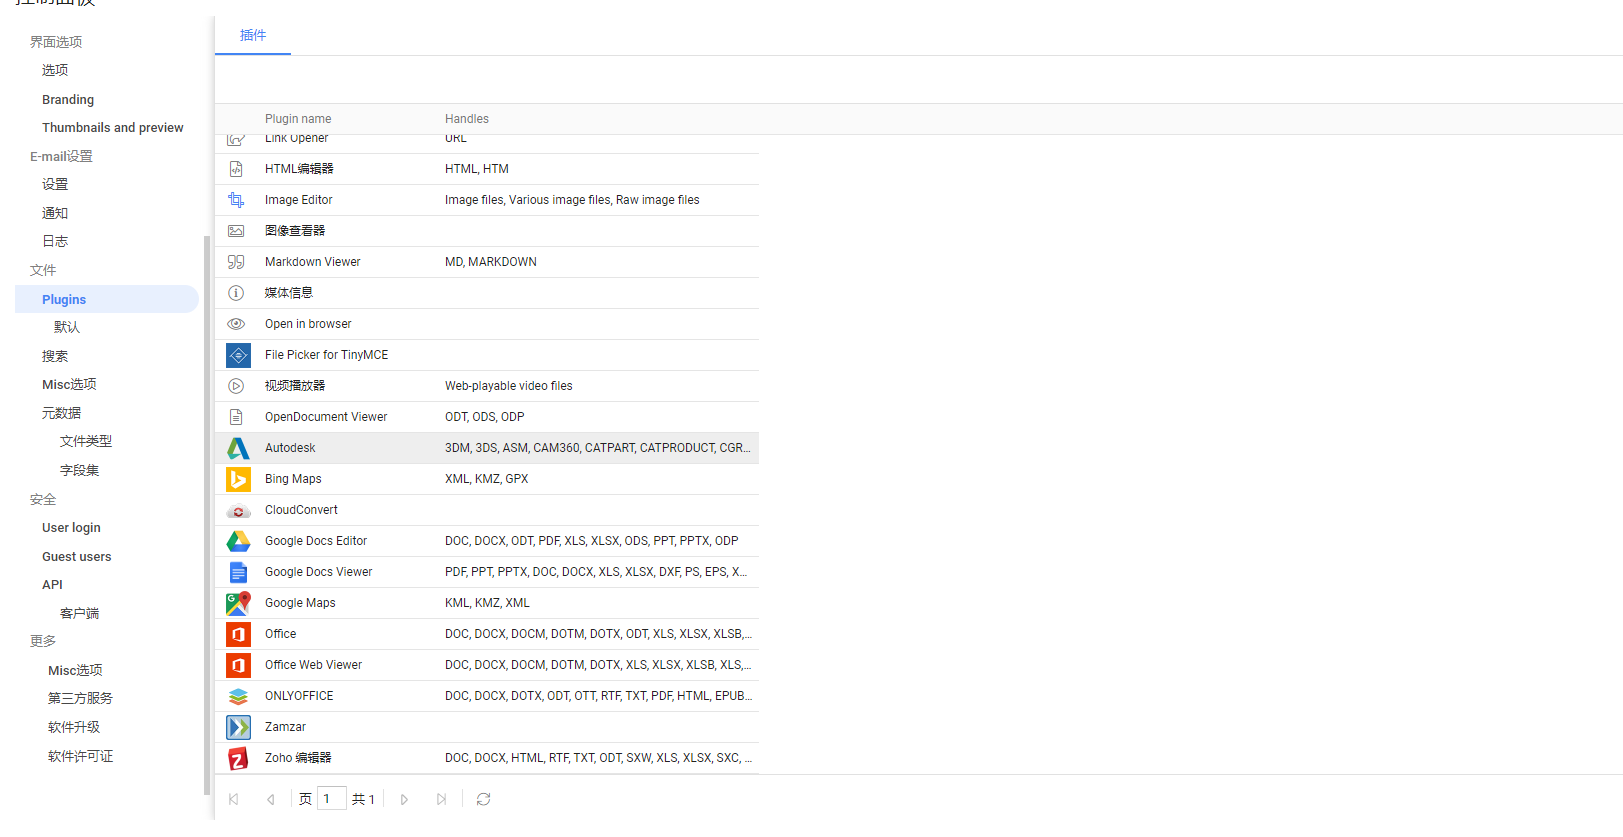 控制面板
界面选项
选项
Branding
Thumbnails and preview
E-mail设置
设置
通知
日志
文件
Plugins
默认
搜索
Misc选项
元数据
文件类型
字段集
安全
User login
Guest users
API
客户端
更多
Misc选项
第三方服务
软件升级
软件许可证
插件
Plugin name Handles
Link Opener URL
HTML编辑器 HTML, HTM
Image Editor Image files, Various image files, Raw image files
图像查看器
Markdown Viewer MD, MARKDOWN
媒体信息
Open in browser
File Picker for TinyMCE
视频播放器 Web-playable video files
OpenDocument Viewer ODT, ODS, ODP
Autodesk 3DM, 3DS, ASM, CAM360, CATPART, CATPRODUCT, CGR...
Bing Maps XML, KMZ, GPX
CloudConvert
Google Docs Editor DOC, DOCX, ODT, PDF, XLS, XLSX, ODS, PPT, PPTX, ODP
Google Docs Viewer PDF, PPT, PPTX, DOC, DOCX, XLS, XLSX, DXF, PS, EPS, X...
Google Maps KML, KMZ, XML
Office DOC, DOCX, DOCM, DOTM, DOTX, ODT, XLS, XLSX, XLSB,...
Office Web Viewer DOC, DOCX, DOCM, DOTM, DOTX, XLS, XLSX, XLSB, XLS,...
ONLYOFFICE DOC, DOCX, DOTX, ODT, OTT, RTF, TXT, PDF, HTML, EPUB...
Zamzar
Zoho 编辑器 DOC, DOCX, HTML, RTF, TXT, ODT, SXW, XLS, XLSX, SXC, ...
页 1 共 1